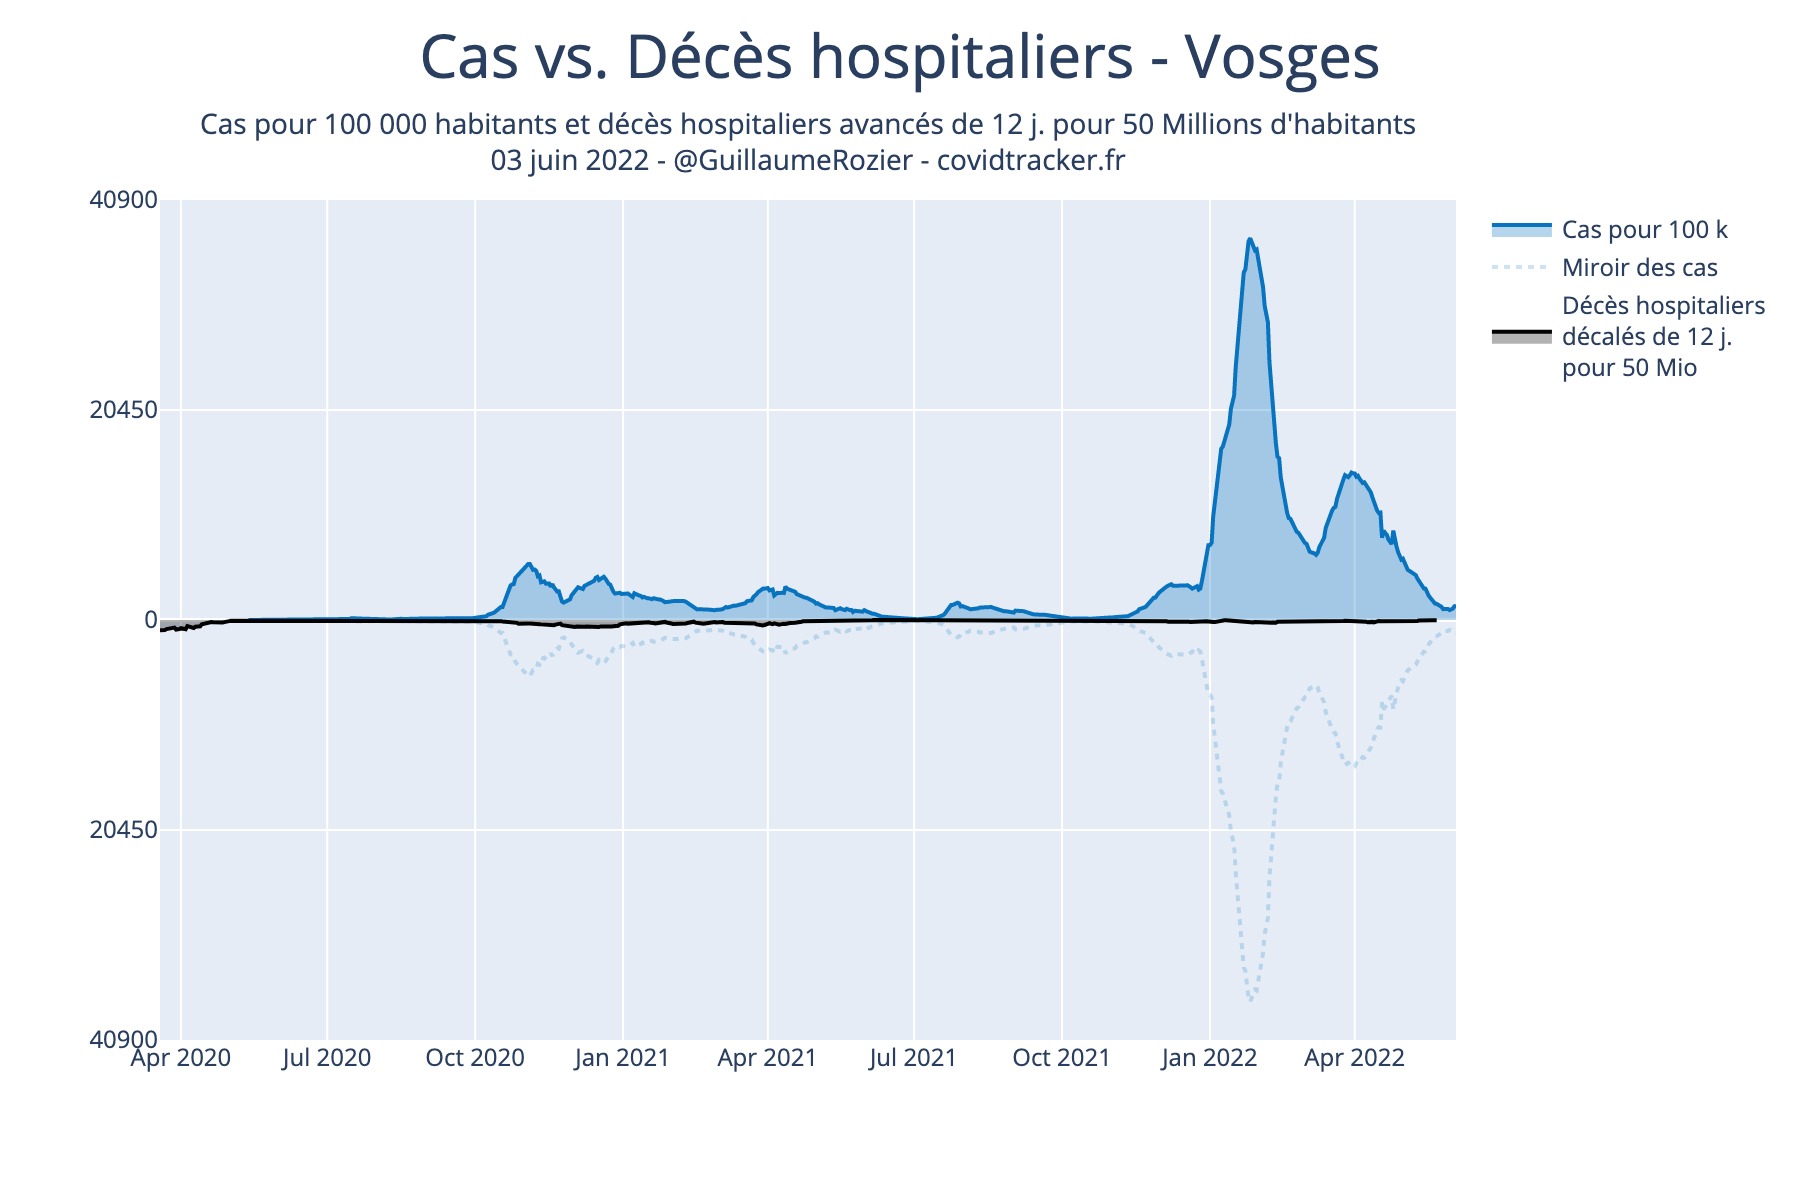 Cas vs. Décès hospitaliers - Vosges
Cas pour 100 000 habitants et décès hospitaliers avancés de 12 j. pour 50 Millions d'habitants
03 juin 2022 - @GuillaumeRozier - covidtracker.fr
40900
20450
0
20450
40900
Apr 2020
Jul 2020
Oct 2020
Jan 2021
Apr 2021
Jul 2021
Oct 2021
Jan 2022
Apr 2022
Cas pour 100 k
Miroir des cas
Décès hospitaliers
décalés de 12 j.
pour 50 Mio